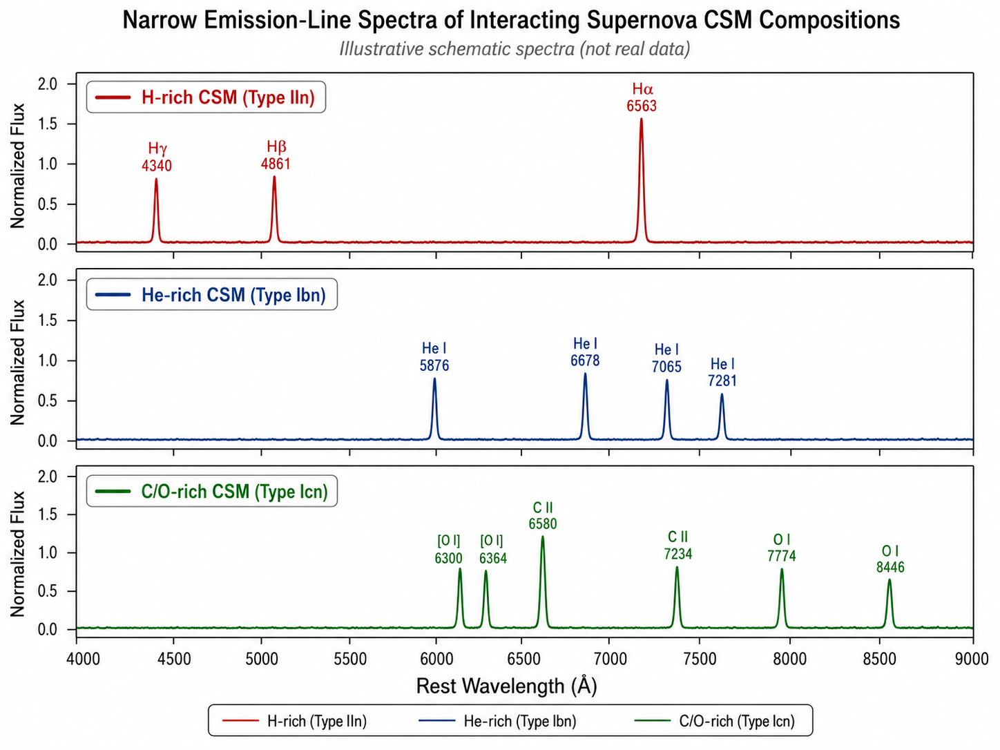 Narrow Emission-Line Spectra of Interacting Supernova CSM Compositions
Illustrative schematic spectra (not real data)
Normalized Flux
2.0
1.5
1.0
0.5
0.0
H-rich CSM (Type IIn)
Hγ
4340
Hβ
4861
Hα
6563
Normalized Flux
2.0
1.5
1.0
0.5
0.0
He-rich CSM (Type Ibn)
He I
5876
He I
6678
He I
7065
He I
7281
Normalized Flux
2.0
1.5
1.0
0.5
0.0
C/O-rich CSM (Type Icn)
[O I]
6300
[O I]
6364
C II
6580
C II
7234
O I
7774
O I
8446
4000 4500 5000 5500 6000 6500 7000 7500 8000 8500 9000
Rest Wavelength (Å)
H-rich (Type IIn) He-rich (Type Ibn) C/O-rich (Type Icn)